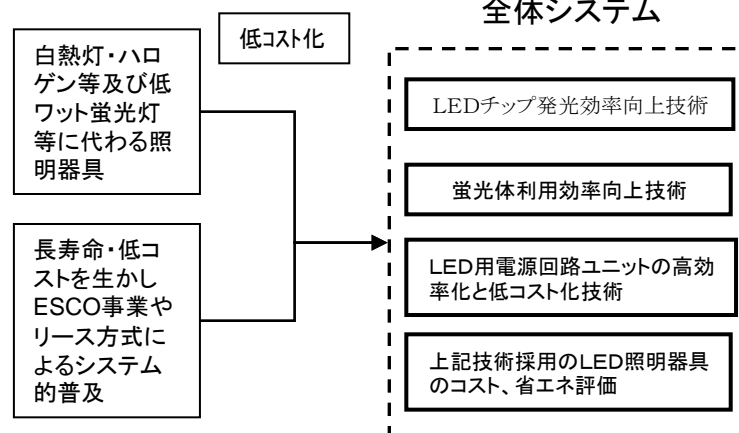 全体システム
低コスト化
白熱灯・ハロ
ゲン等及び低
ワット蛍光灯
等に代わる照
明器具
長寿命・低コ
ストを生かし
ESCO事業や
リース方式に
よるシステム
的普及
LEDチップ発光効率向上技術
蛍光体利用効率向上技術
LED用電源回路ユニットの高効
率化と低コスト化技術
上記技術採用のLED照明器具
のコスト、省エネ評価